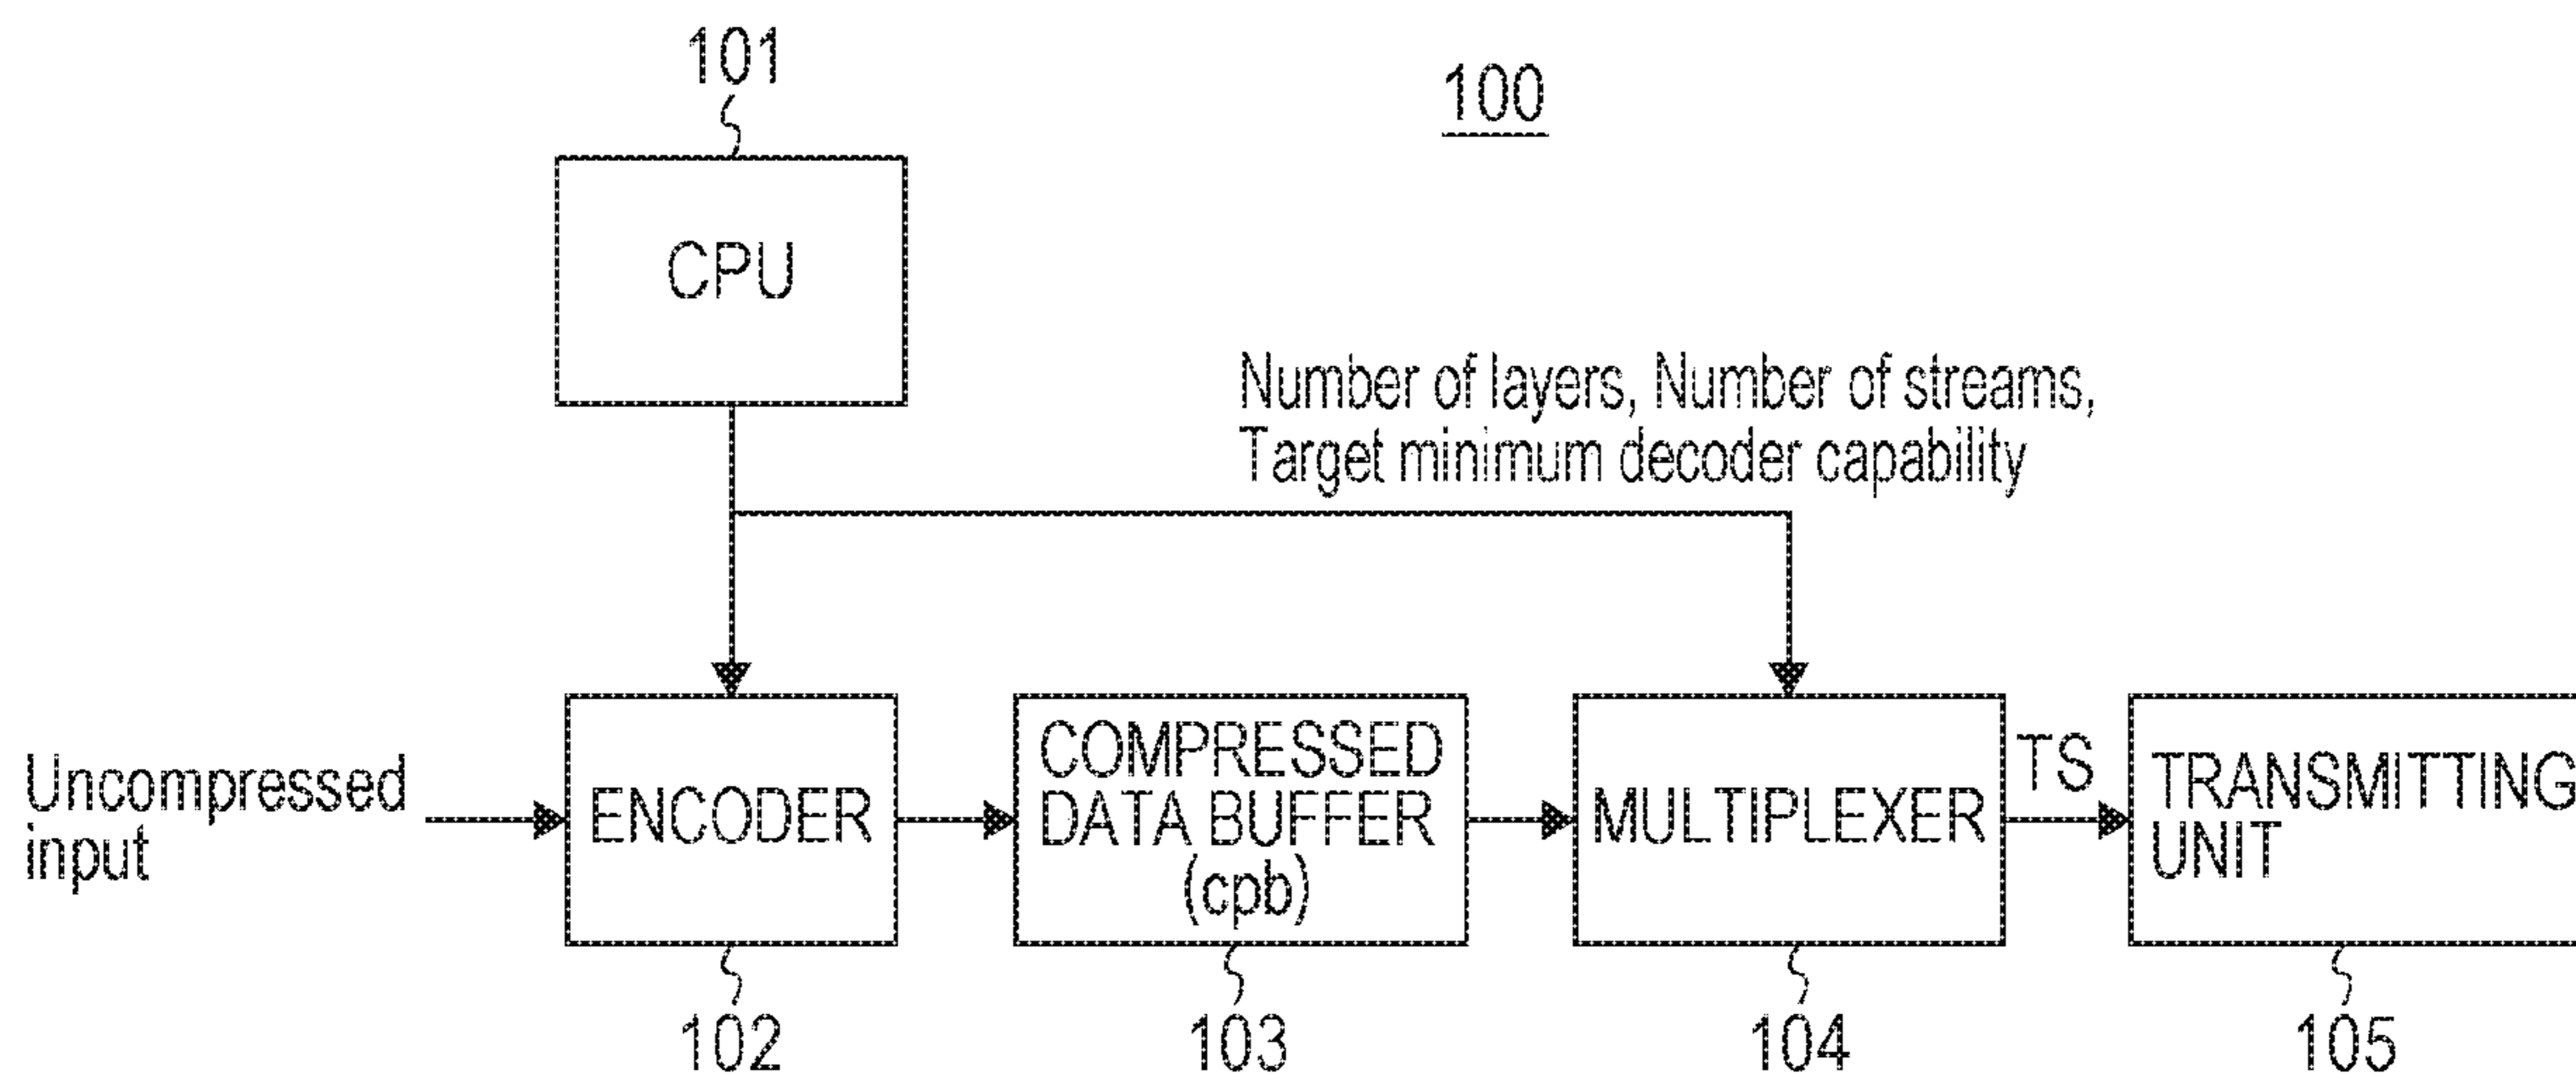 101
100
CPU
Number of layers, Number of streams,
Target minimum decoder capability
Uncompressed
input
ENCODER
COMPRESSED
DATA BUFFER
(cpb)
MULTIPLEXER
TS
TRANSMITTING
UNIT
102
103
104
105